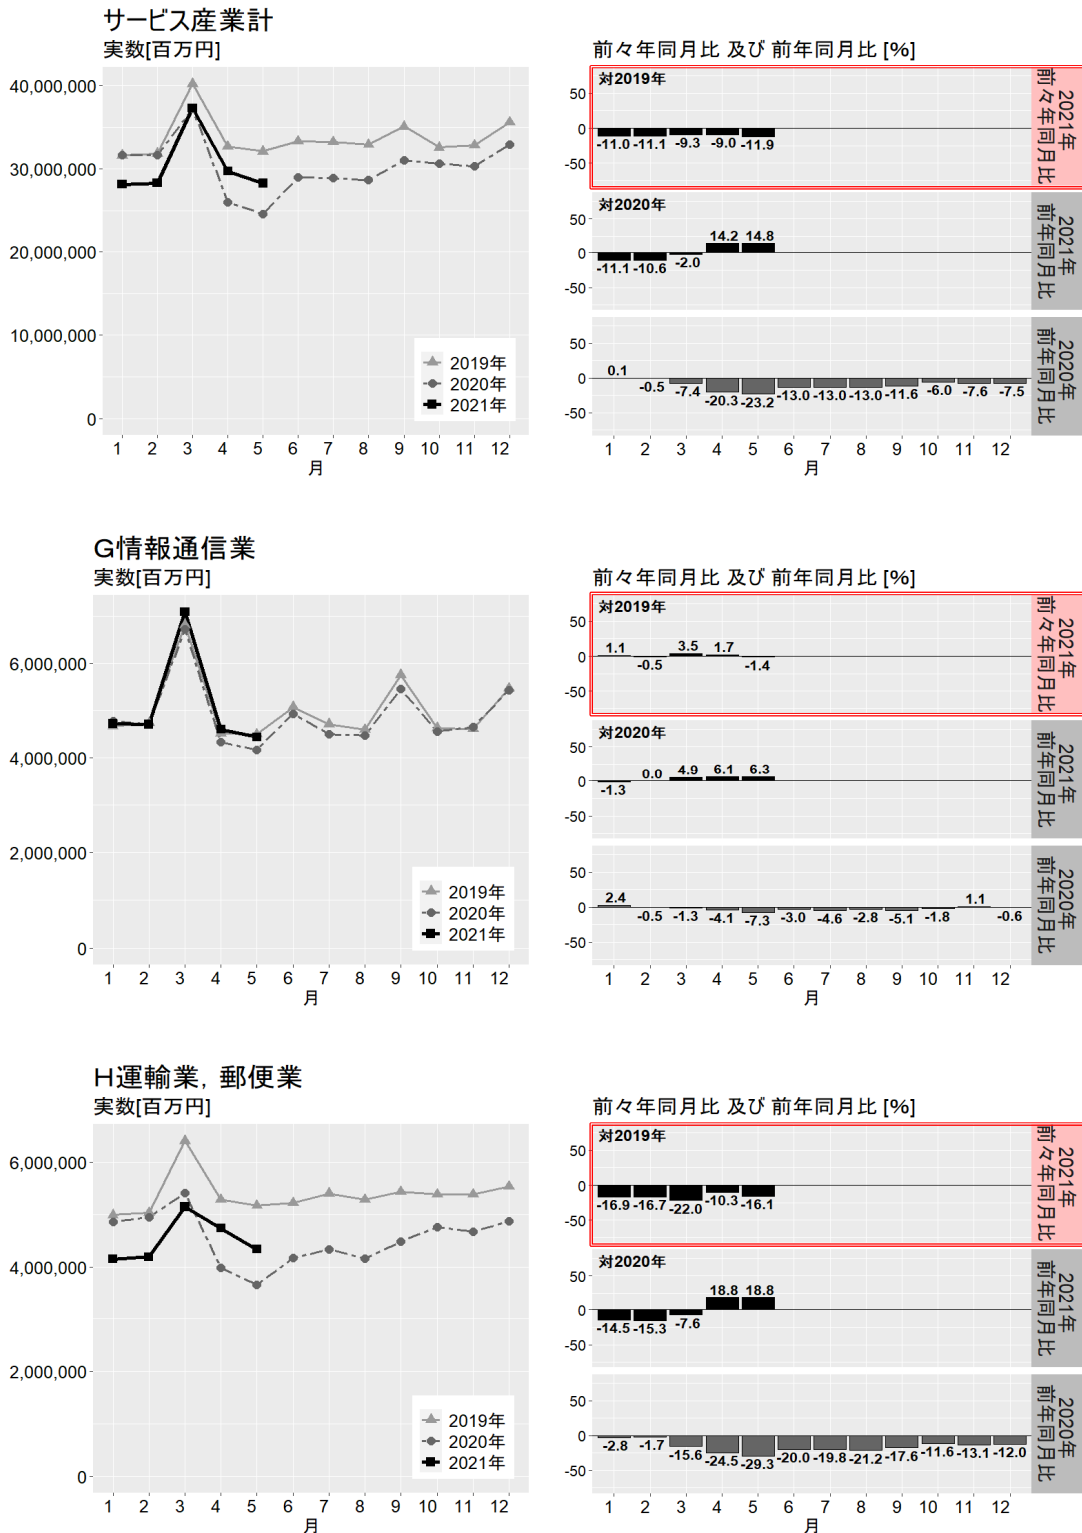 サービス産業計
実数[百万円]
40,000,000
30,000,000
20,000,000
10,000,000
0
2019年
2020年
2021年
1 2 3 4 5 6 7 8 9 10 11 12
月
前々年同月比 及び 前年同月比 [%]
対2019年
50
0
-50
-11.0 -11.1 -9.3 -9.0 -11.9
2021年
前々年同月比
対2020年
50
0
-50
-11.1 -10.6 -2.0 14.2 14.8
2021年
前年同月比
50
0
-50
0.1 -0.5 -7.4 -20.3 -23.2 -13.0 -13.0 -13.0 -11.6 -6.0 -7.6 -7.5
2020年
前年同月比
1 2 3 4 5 6 7 8 9 10 11 12
月
G情報通信業
実数[百万円]
6,000,000
4,000,000
2,000,000
0
2019年
2020年
2021年
1 2 3 4 5 6 7 8 9 10 11 12
月
前々年同月比 及び 前年同月比 [%]
対2019年
50
0
-50
1.1 -0.5 3.5 1.7 -1.4
2021年
前々年同月比
対2020年
50
0
-50
-1.3 0.0 4.9 6.1 6.3
2021年
前年同月比
50
0
-50
2.4 -0.5 -1.3 -4.1 -7.3 -3.0 -4.6 -2.8 -5.1 -1.8 1.1 -0.6
2020年
前年同月比
1 2 3 4 5 6 7 8 9 10 11 12
月
H運輸業，郵便業
実数[百万円]
6,000,000
4,000,000
2,000,000
0
2019年
2020年
2021年
1 2 3 4 5 6 7 8 9 10 11 12
月
前々年同月比 及び 前年同月比 [%]
対2019年
50
0
-50
-16.9 -16.7 -22.0 -10.3 -16.1
2021年
前々年同月比
対2020年
50
0
-50
-14.5 -15.3 -7.6 18.8 18.8
2021年
前年同月比
50
0
-50
-2.8 -1.7 -15.6 -24.5 -29.3 -20.0 -19.8 -21.2 -17.6 -11.6 -13.1 -12.0
2020年
前年同月比
1 2 3 4 5 6 7 8 9 10 11 12
月